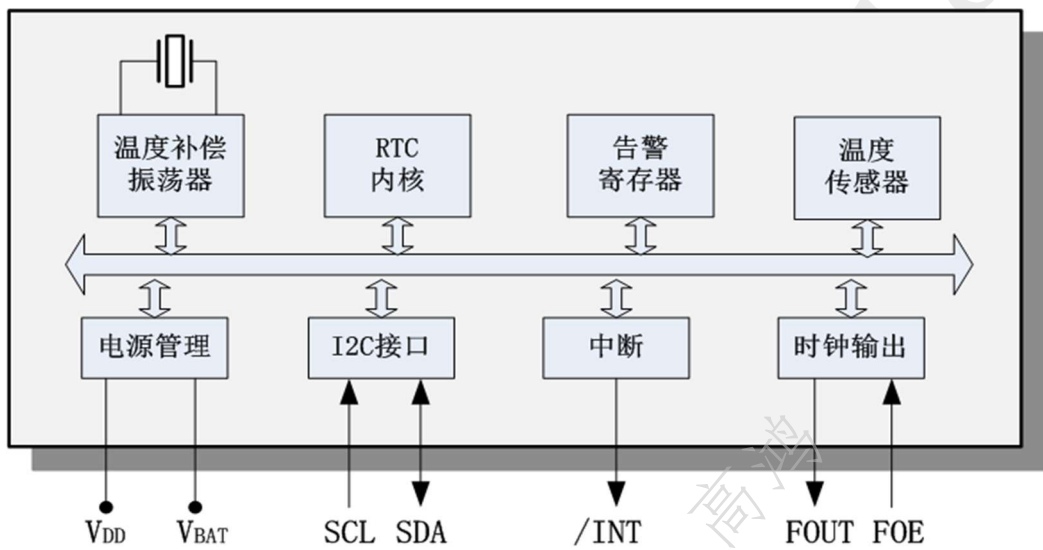 温度补偿
振荡器
RTC
内核
告警
寄存器
温度
传感器
电源管理
I2C接口
中断
时钟输出
VDD
VBAT
SCL
SDA
/INT
FOUT
FOE
高鸿